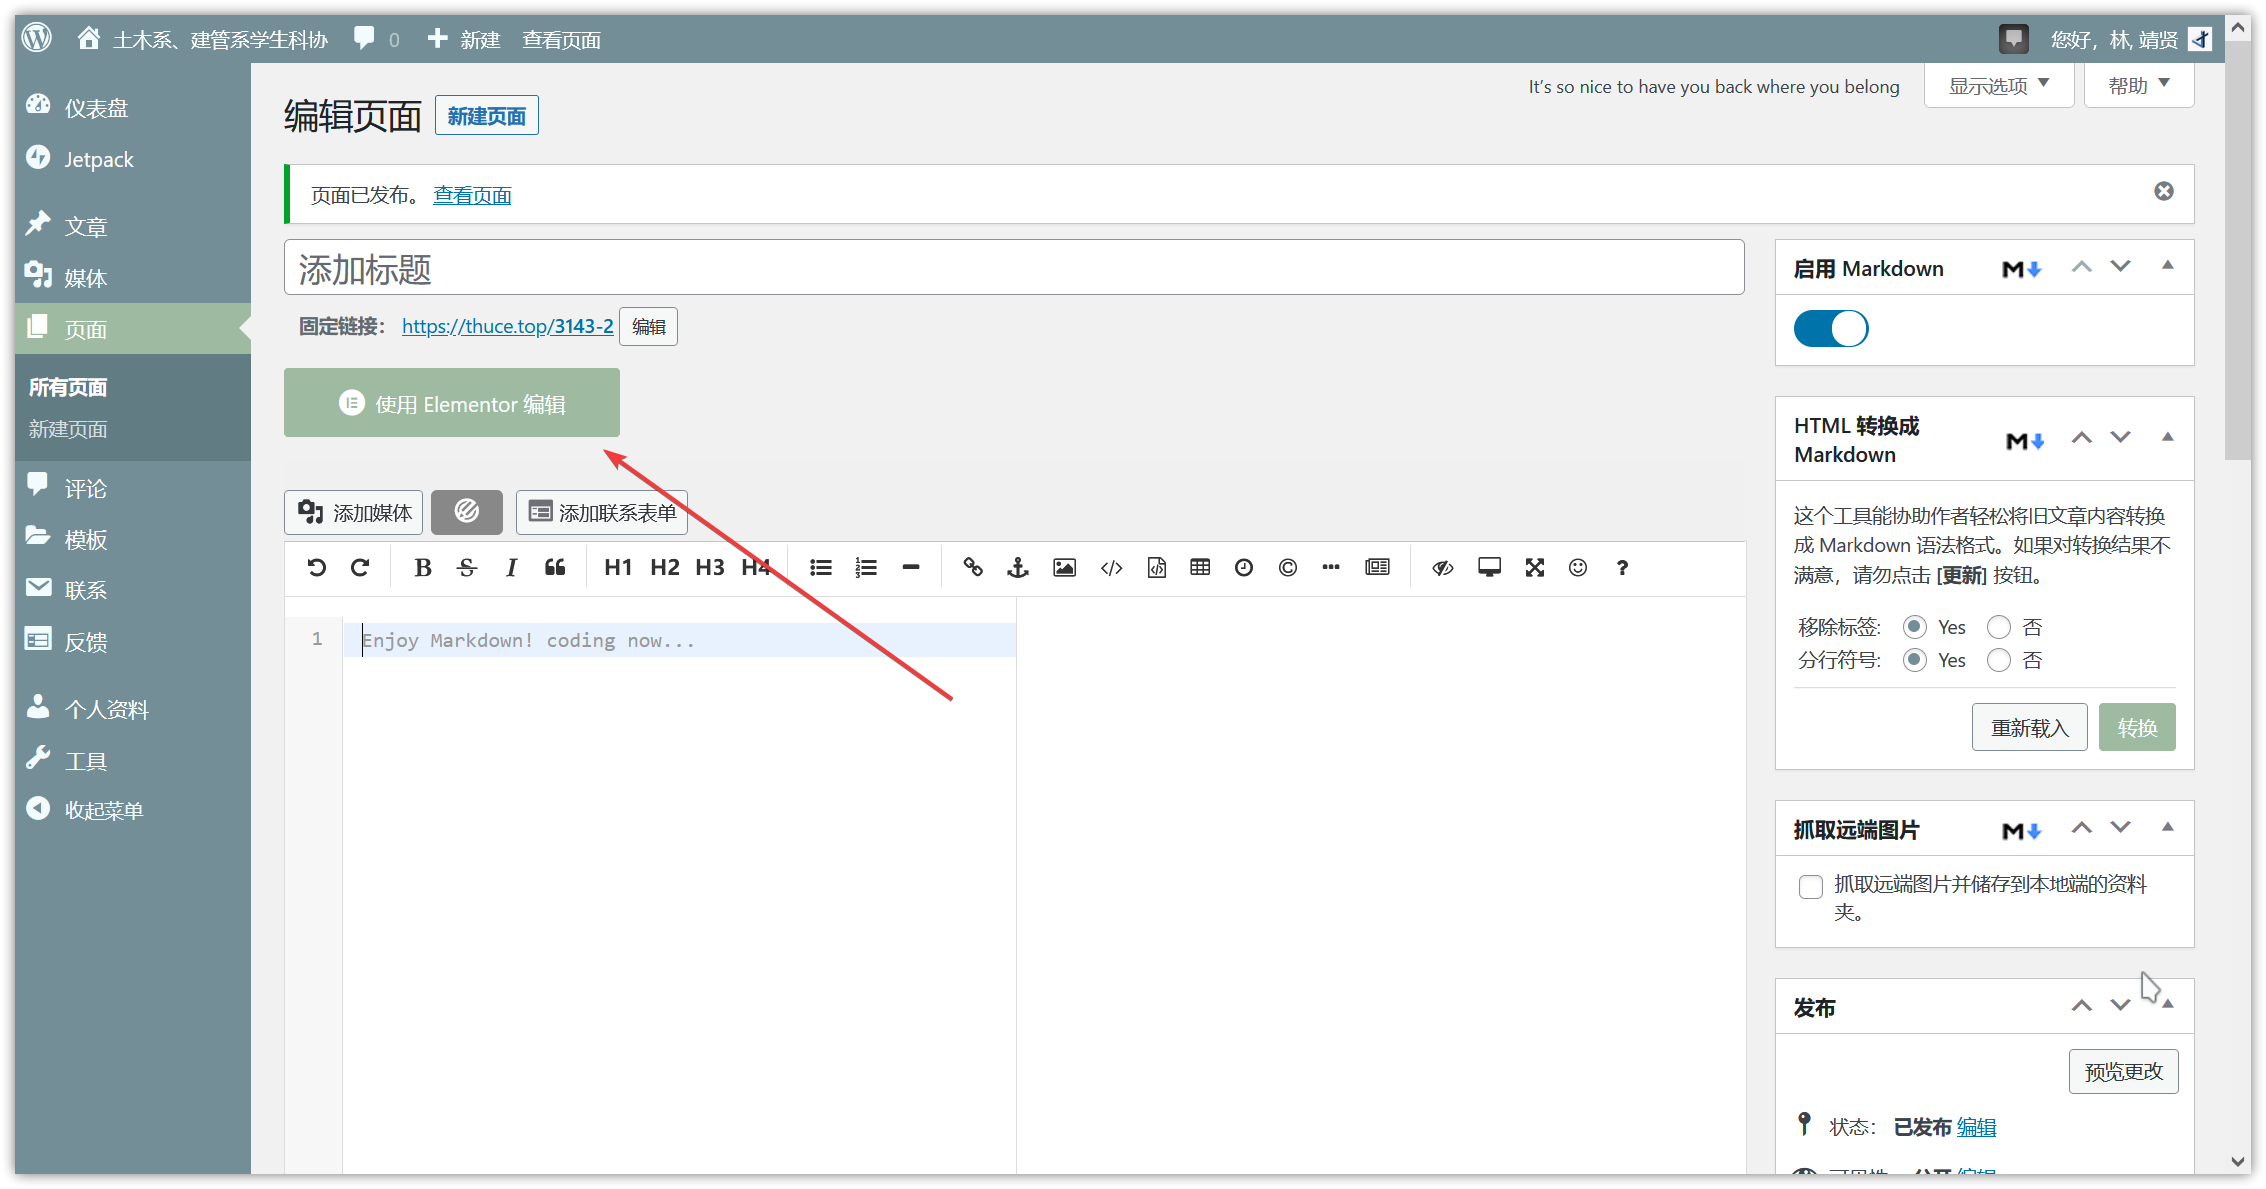 土木系、建管系学生科协
0
新建
查看页面
您好，林, 靖贤
仪表盘
Jetpack
文章
媒体
页面
所有页面
新建页面
评论
模板
联系
反馈
个人资料
工具
收起菜单
It’s so nice to have you back where you belong
显示选项
帮助
编辑页面
新建页面
页面已发布。 查看页面
添加标题
固定链接： https://thuce.top/3143-2 编辑
使用 Elementor 编辑
添加媒体
添加联系表单
B S I H1 H2 H3 H4 ?
1
Enjoy Markdown! coding now...
启用 Markdown
M
HTML 转换成
Markdown
M
这个工具能协助作者轻松将旧文章内容转换
成 Markdown 语法格式。如果对转换结果不
满意，请勿点击 [更新] 按钮。
移除标签: Yes 否
分行符号: Yes 否
重新载入
转换
抓取远端图片
M
抓取远端图片并储存到本地端的资料
夹。
发布
预览更改
状态： 已发布 编辑